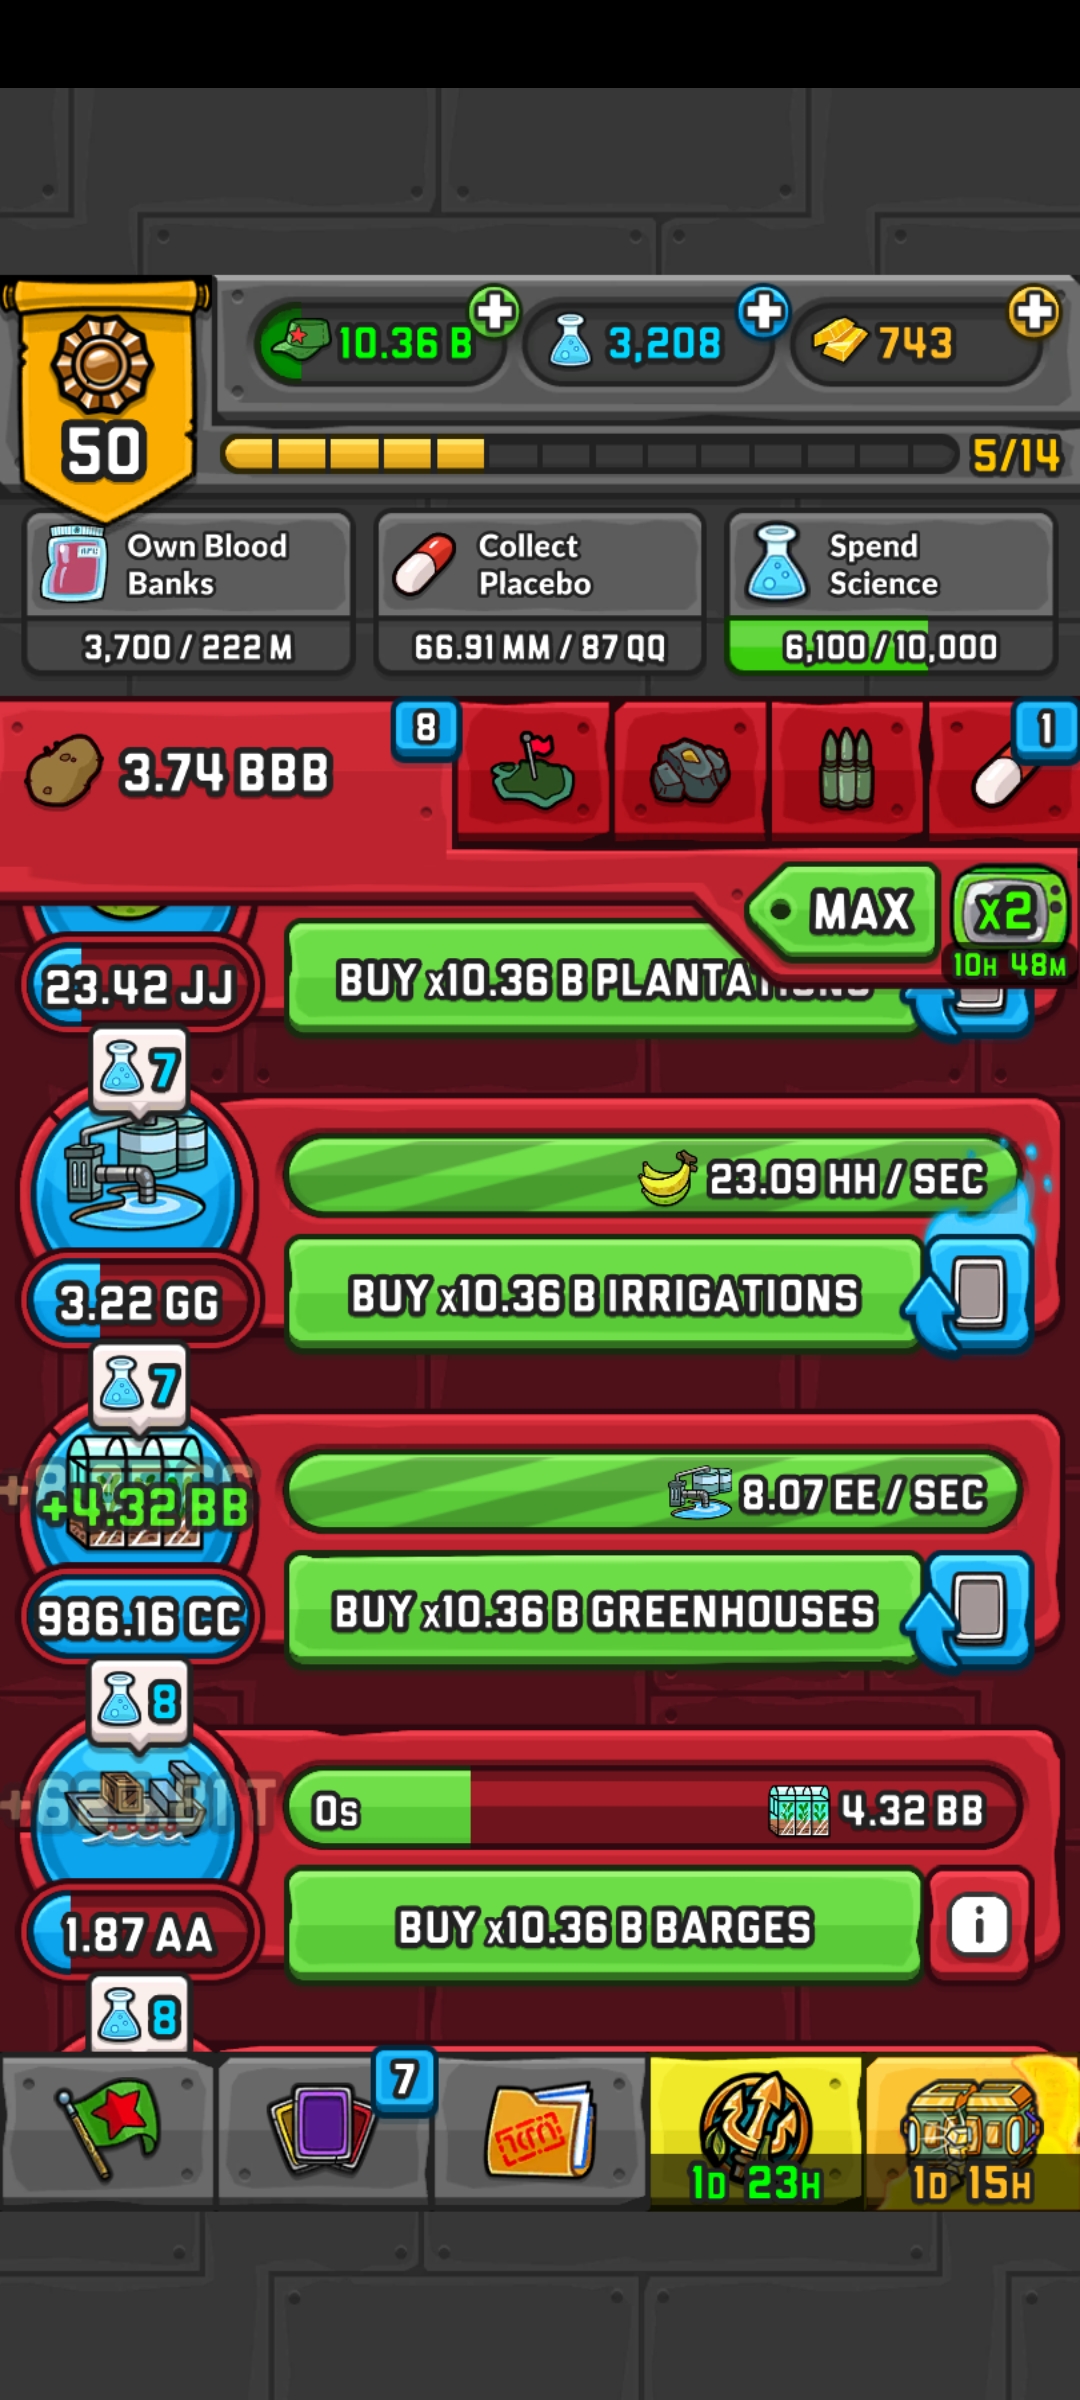 10.36 B
3,208
743
50
5/14
Own Blood
Banks
3,700 / 222 M
Collect
Placebo
66.91 MM / 87 QQ
Spend
Science
6,100 / 10,000
3.74 BBB
8
1
MAX
x2
10H 48M
23.42 JJ
BUY x10.36 B PLANTATIONS
7
23.09 HH / SEC
3.22 GG
BUY x10.36 B IRRIGATIONS
7
8.07 EE / SEC
+4.32 BB
986.16 CC
BUY x10.36 B GREENHOUSES
8
0s
4.32 BB
1.87 AA
BUY x10.36 B BARGES
i
8
7
1D 23H
1D 15H